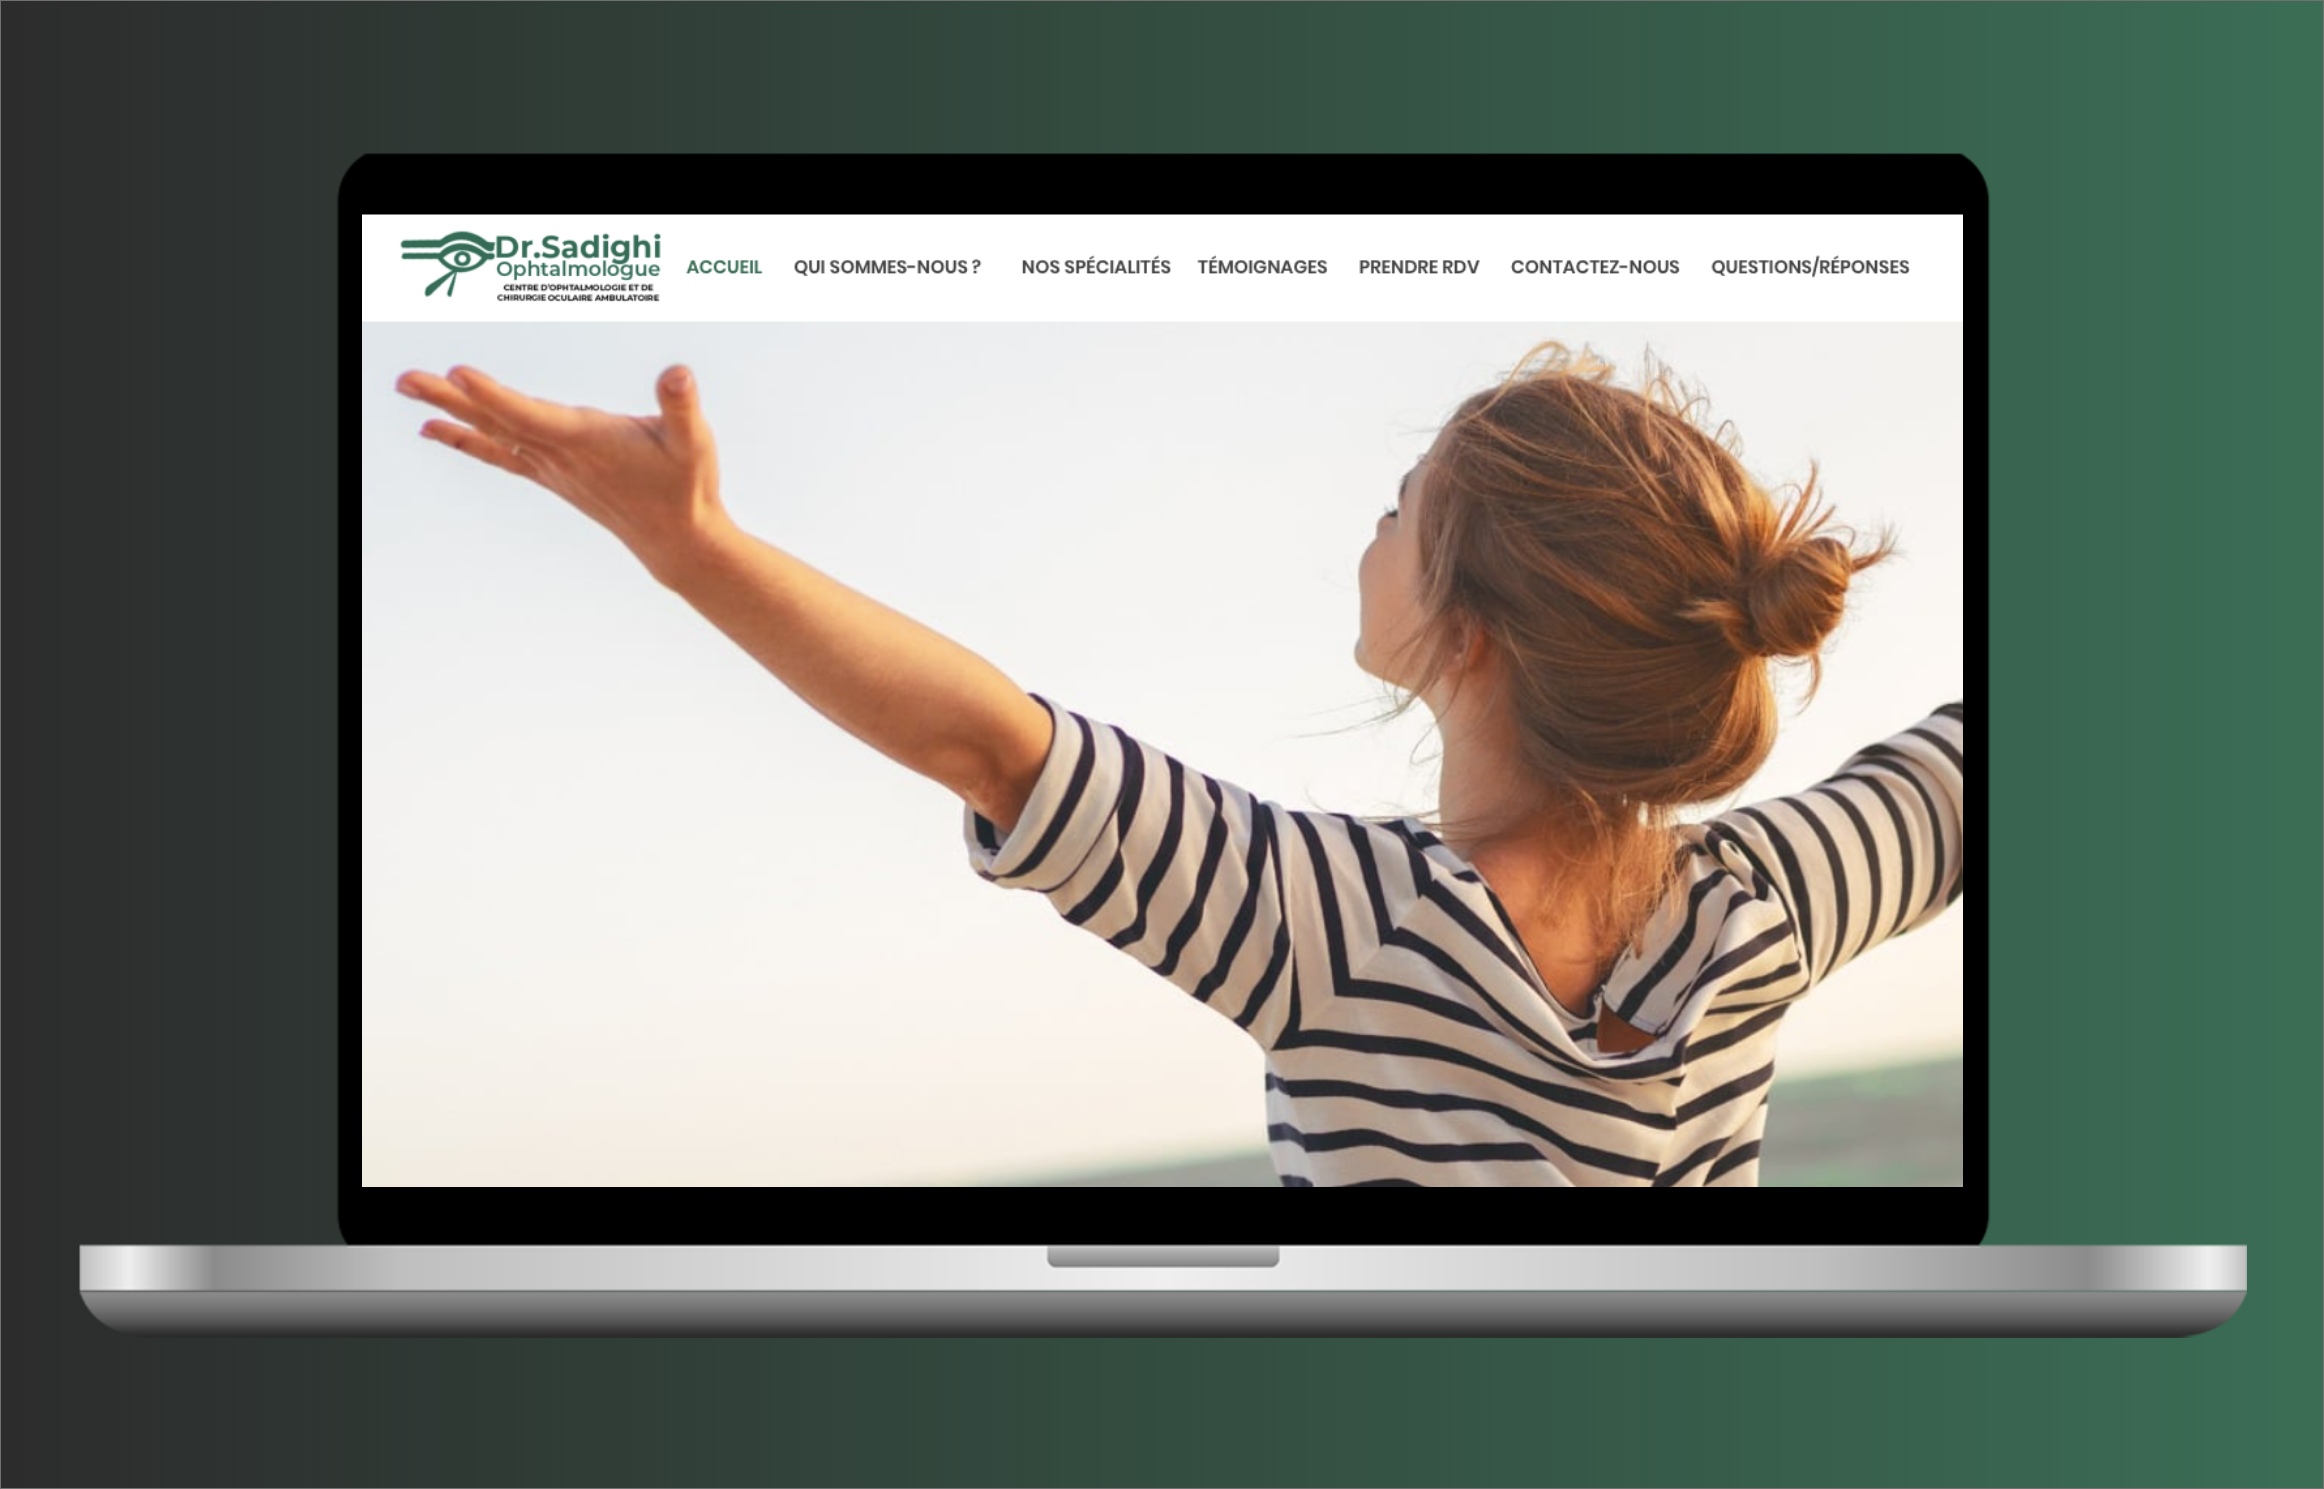 Dr.Sadighi
Ophtalmologue
CENTRE D'OPHTALMOLOGIE ET DE
CHIRURGIE OCULAIRE AMBULATOIRE
ACCUEIL QUI SOMMES-NOUS ? NOS SPÉCIALITÉS TÉMOIGNAGES PRENDRE RDV CONTACTEZ-NOUS QUESTIONS/RÉPONSES